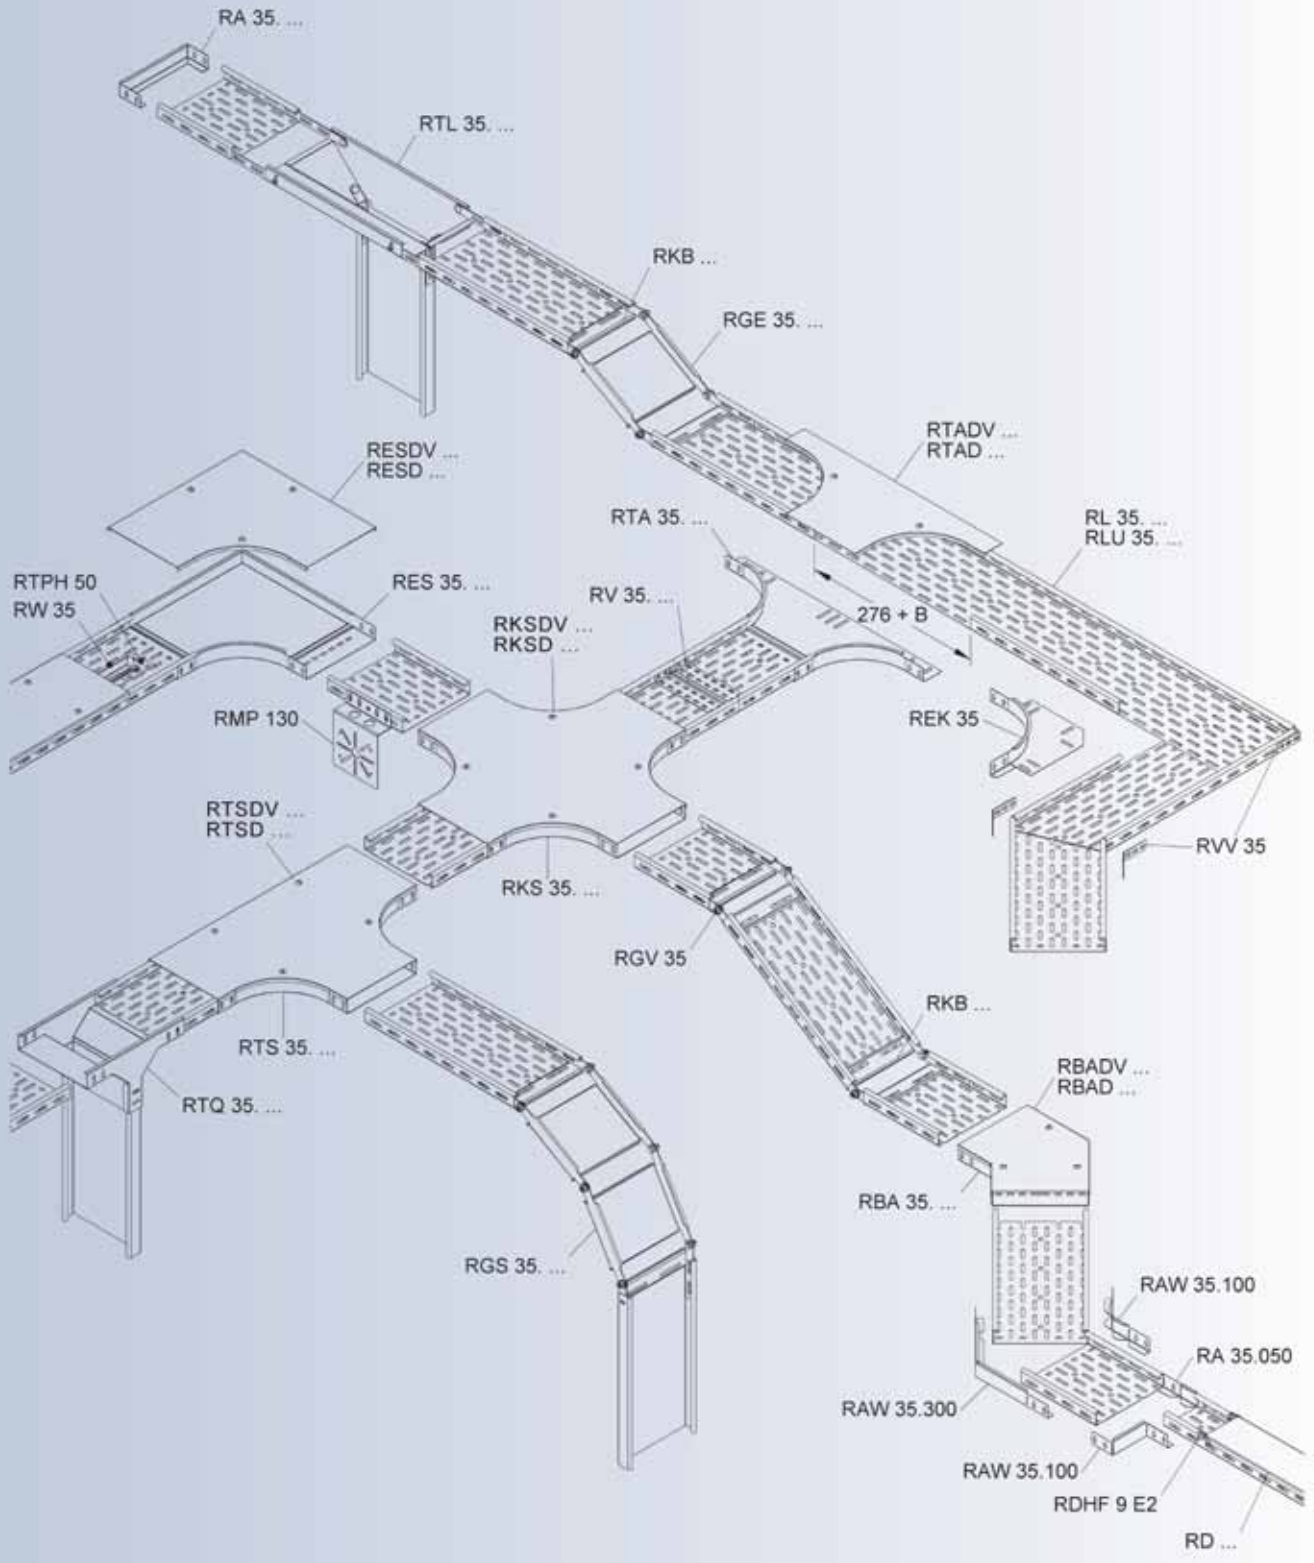 RA 35. ...
RTL 35. ...
RKB ...
RGE 35. ...
RTADV ...
RTAD ...
RESDV ...
RESD ...
RTA 35. ...
RL 35. ...
RLU 35. ...
RTPH 50
RW 35
RES 35. ...
RV 35. ...
276 + B
RKSDV ...
RKSD ...
RMP 130
REK 35
RTSDV ...
RTSD ...
RVV 35
RKS 35. ...
RGV 35
RKB ...
RTS 35. ...
RBADV ...
RBAD ...
RTQ 35. ...
RBA 35. ...
RGS 35. ...
RAW 35.100
RA 35.050
RAW 35.300
RAW 35.100
RDHF 9 E2
RD ...